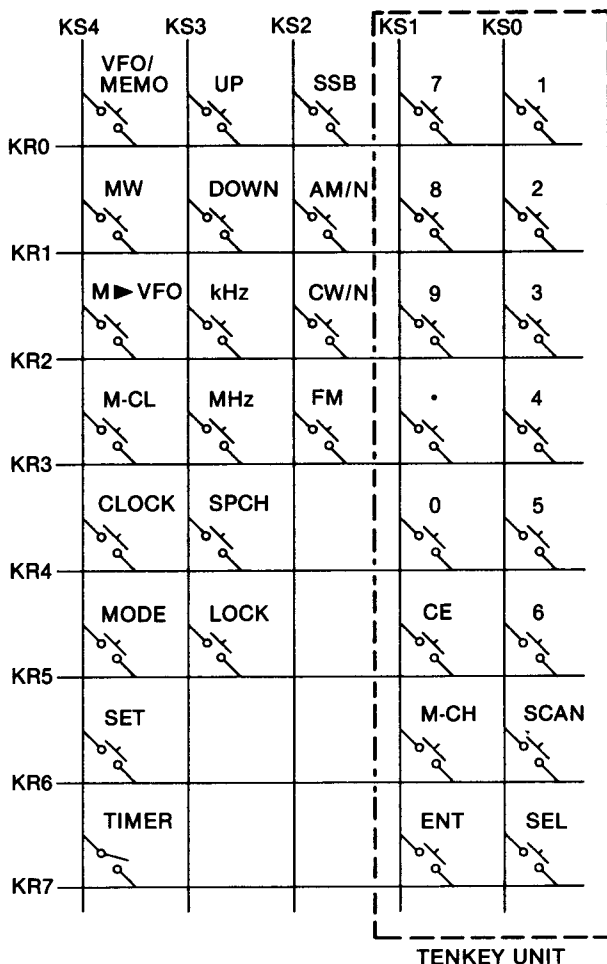 KS4 KS3 KS2 KS1 KS0
VFO/
MEMO UP SSB 7 1
KR0
MW DOWN AM/N 8 2
KR1
M►VFO kHz CW/N 9 3
KR2
M-CL MHz FM • 4
KR3
CLOCK SPCH 0 5
KR4
MODE LOCK CE 6
KR5
SET M-CH SCAN
KR6
TIMER ENT SEL
KR7
TENKEY UNIT